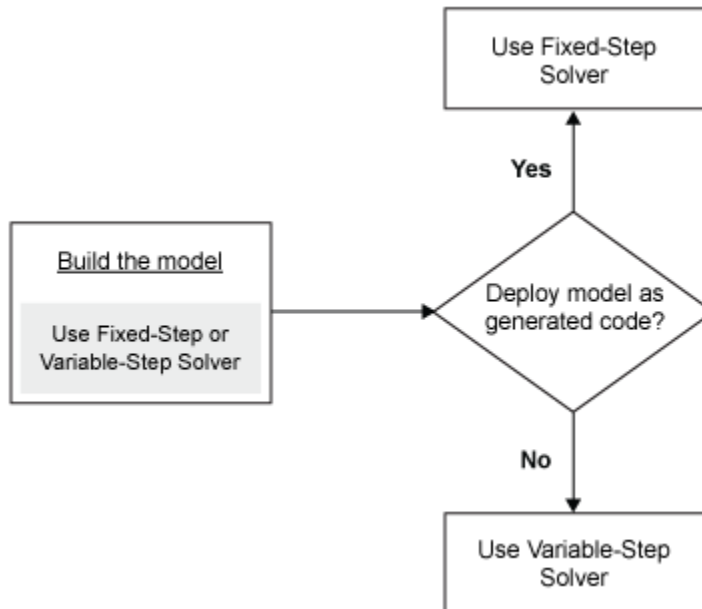 Use Fixed-Step
Solver
Yes
Build the model
Use Fixed-Step or
Variable-Step Solver
Deploy model as
generated code?
No
Use Variable-Step
Solver